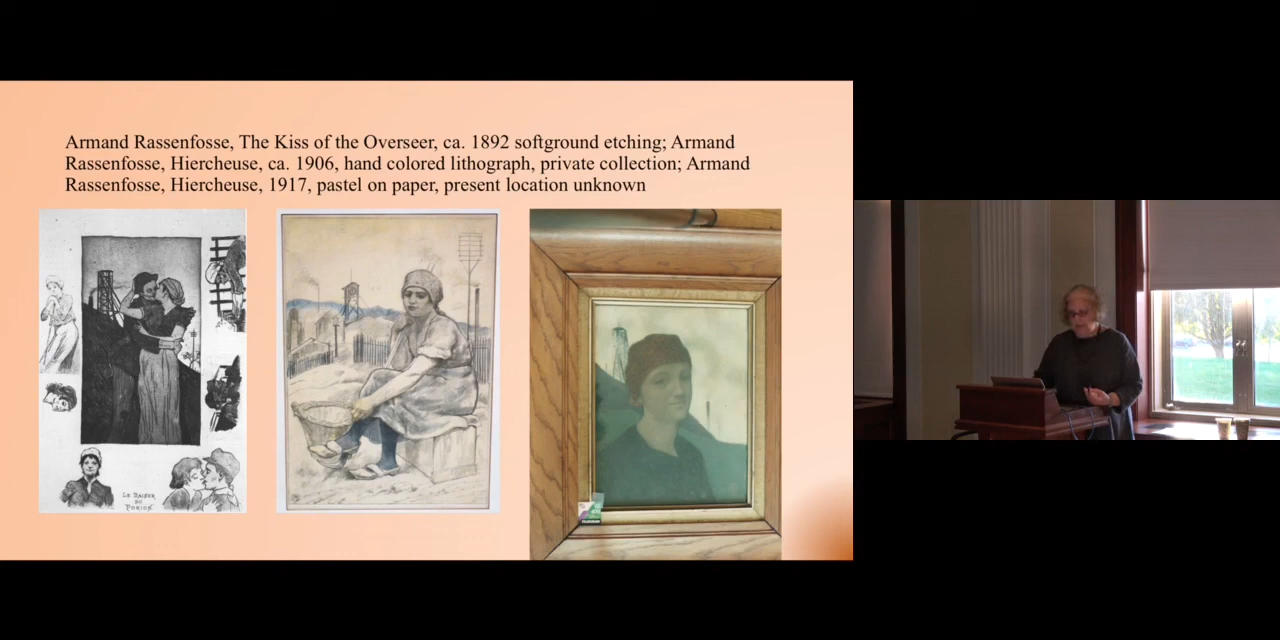 Armand Rassenfosse, The Kiss of the Overseer, ca. 1892 softground etching; Armand
Rassenfosse, Hiercheuse, ca. 1906, hand colored lithograph, private collection; Armand
Rassenfosse, Hiercheuse, 1917, pastel on paper, present location unknown
LE BAISER
DU
PORION